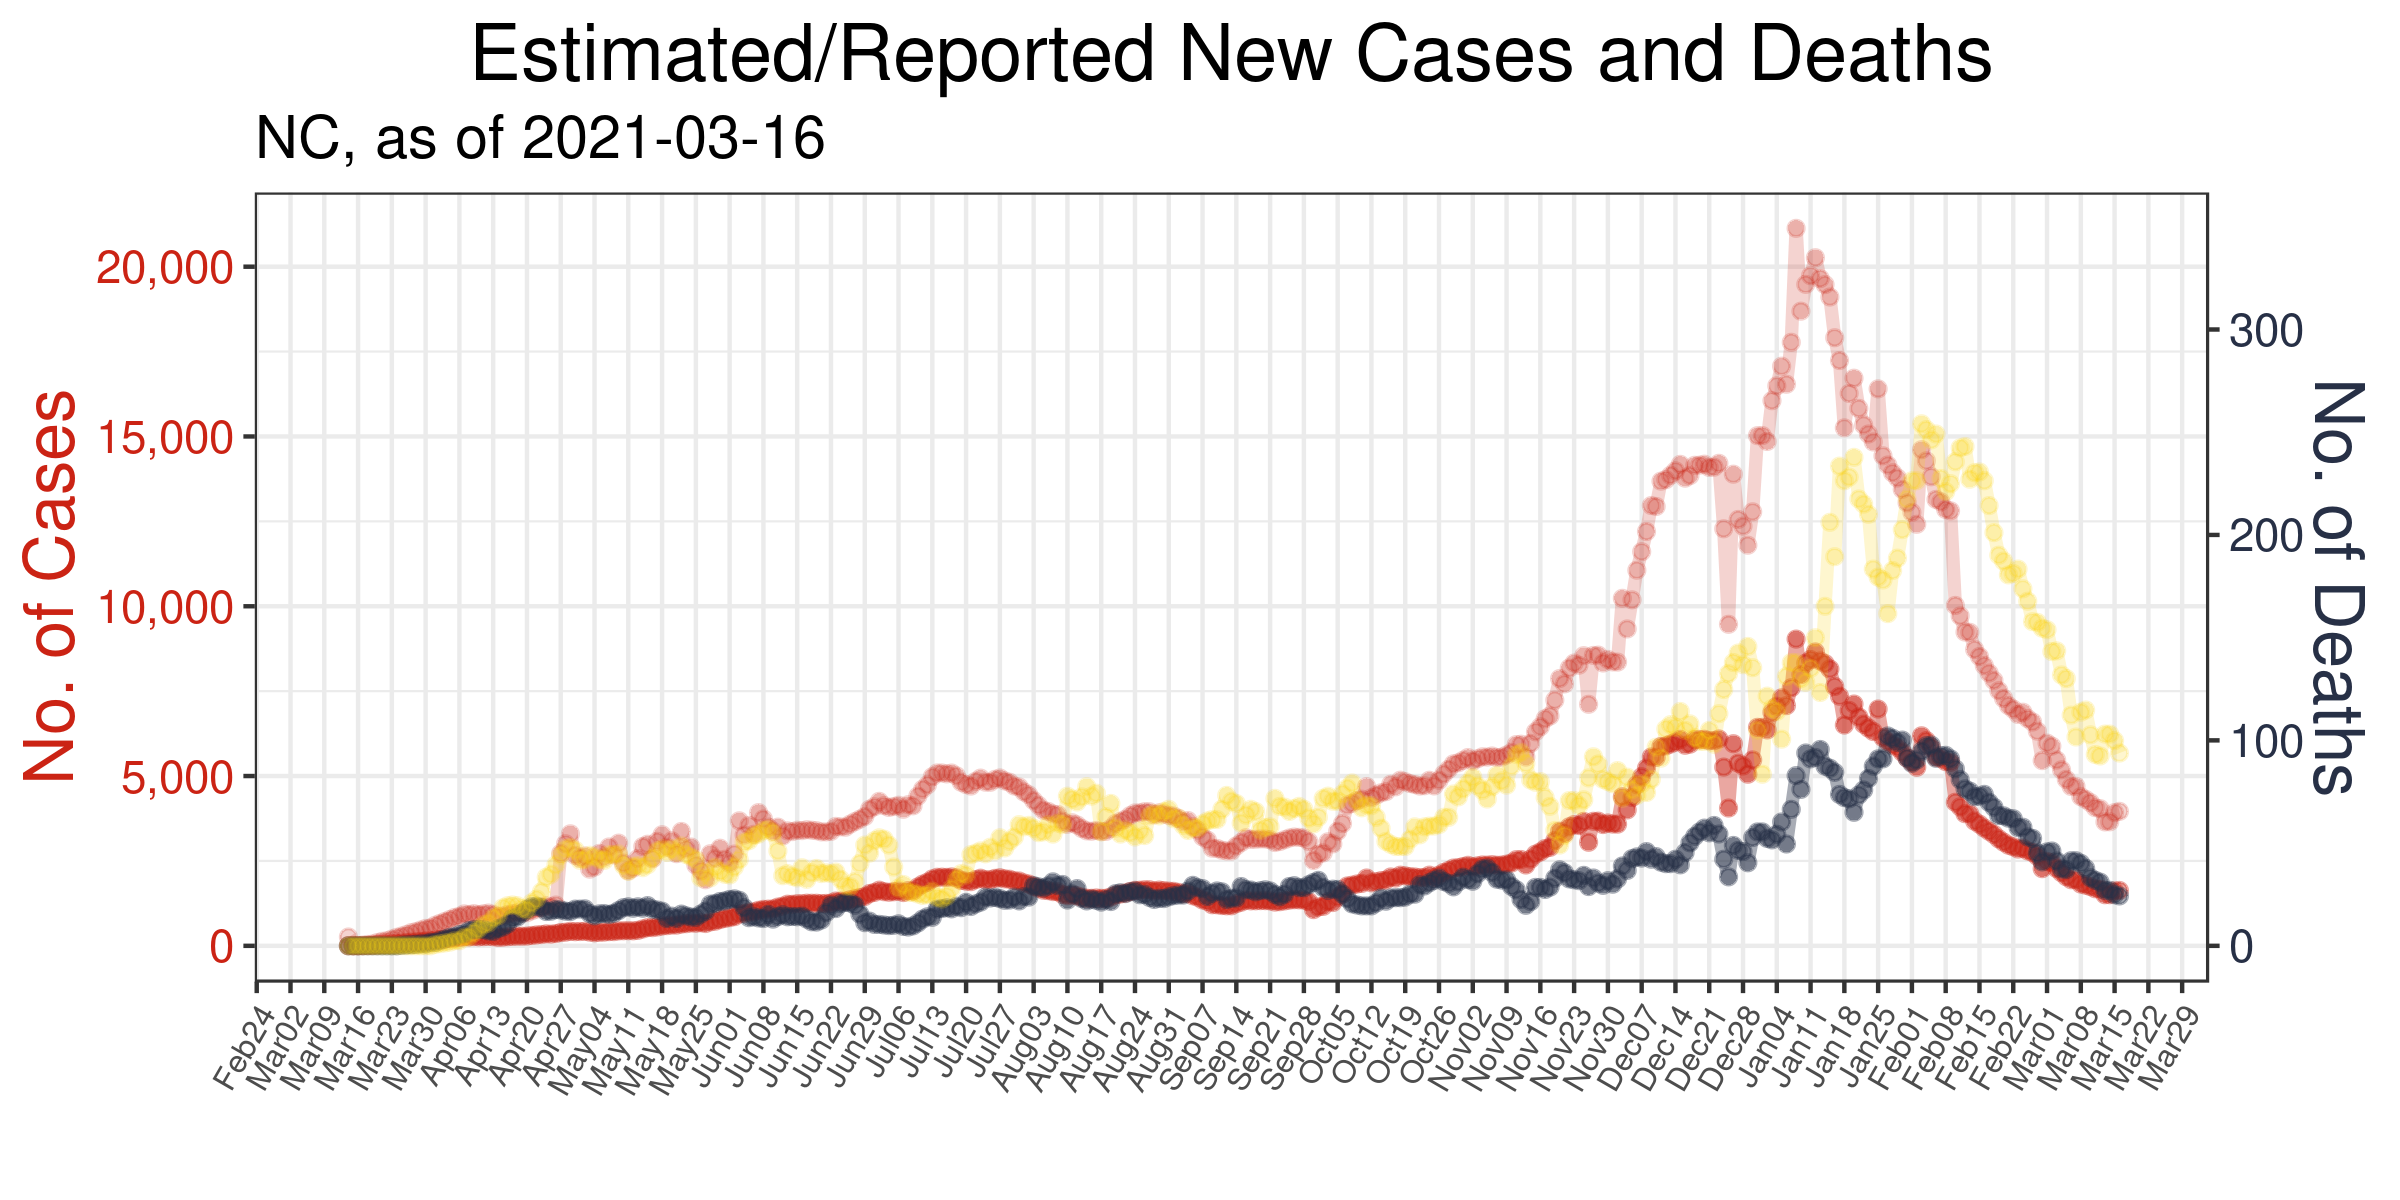 Estimated/Reported New Cases and Deaths
NC, as of 2021-03-16
No. of Cases
20,000
15,000
10,000
5,000
0
300
200
100
0
No. of Deaths
Feb24
Mar02
Mar09
Mar16
Mar23
Mar30
Apr06
Apr13
Apr20
Apr27
May04
May11
May18
May25
Jun01
Jun08
Jun15
Jun22
Jun29
Jul06
Jul13
Jul20
Jul27
Aug03
Aug10
Aug17
Aug24
Aug31
Sep07
Sep14
Sep21
Sep28
Oct05
Oct12
Oct19
Oct26
Nov02
Nov09
Nov16
Nov23
Nov30
Dec07
Dec14
Dec21
Dec28
Jan04
Jan11
Jan18
Jan25
Feb01
Feb08
Feb15
Feb22
Mar01
Mar08
Mar15
Mar22
Mar29